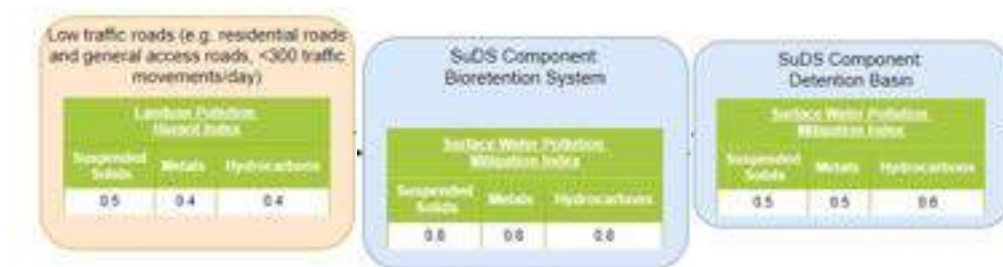 Low traffic roads (e.g. residential roads
and general access roads, <300 traffic
movements/day)
Landuse Pollution
Hazard Index
Suspended
Solids
Metals
Hydrocarbons
0.5
0.4
0.4
SuDS Component
Bioretention System
Surface Water Pollution
Mitigation Index
Suspended
Solids
Metals
Hydrocarbons
0.8
0.8
0.8
SuDS Component
Detention Basin
Surface Water Pollution
Mitigation Index
Suspended
Solids
Metals
Hydrocarbons
0.5
0.5
0.6